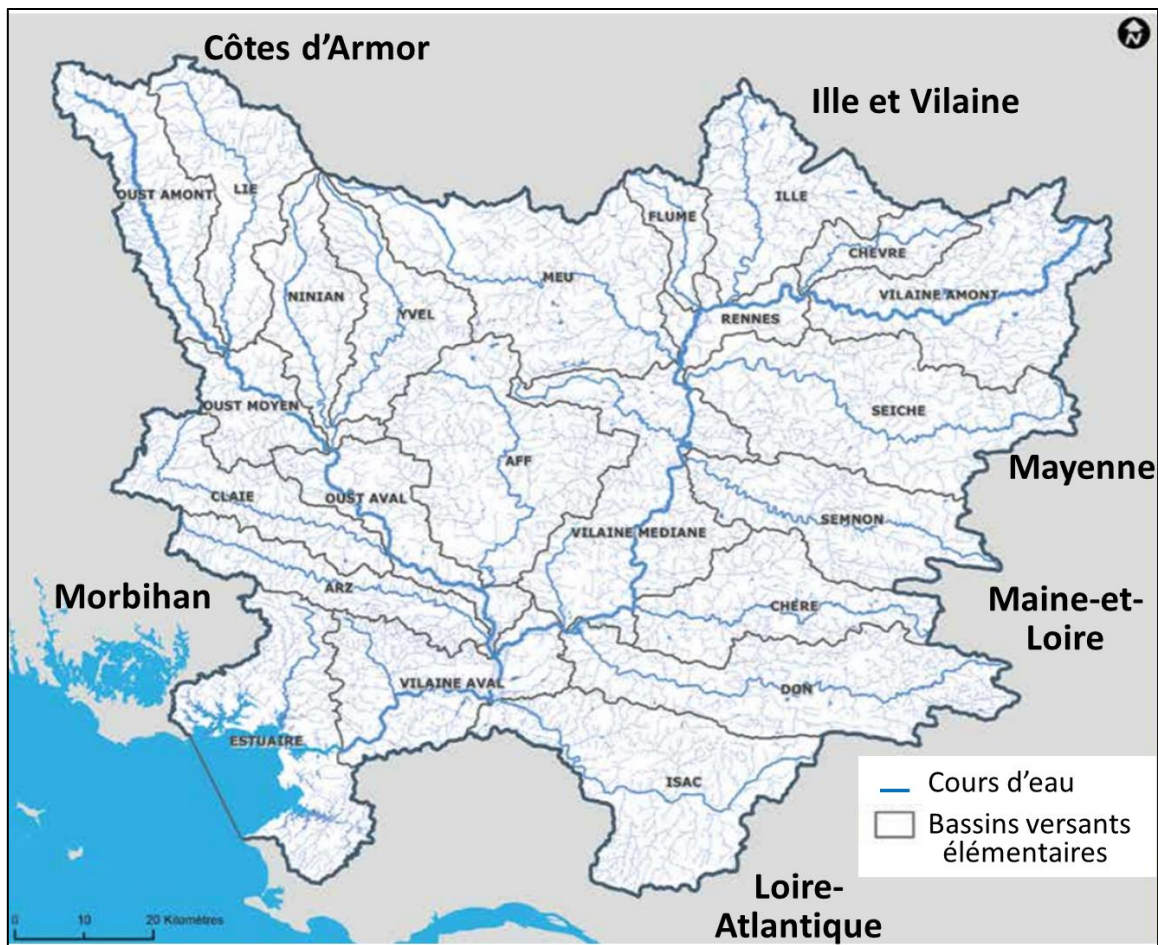 Côtes d'Armor
N
Ille et Vilaine
OUST AMONT
LIE
ILLE
FLUME
CHEVRE
MEU
NINIAN
VILAINE AMONT
YVEL
RENNES
OUST MOYEN
SEICHE
AFF
Mayenne
CLAIE
OUST AVAL
SEMNON
VILAINE MEDIANE
ARZ
Morbihan
CHÈRE
Maine-et-
Loire
VILAINE AVAL
DON
ESTUAIRE
ISAC
Cours d'eau
Bassins versants
élémentaires
Loire-
Atlantique
0 10 20 Kilomètres